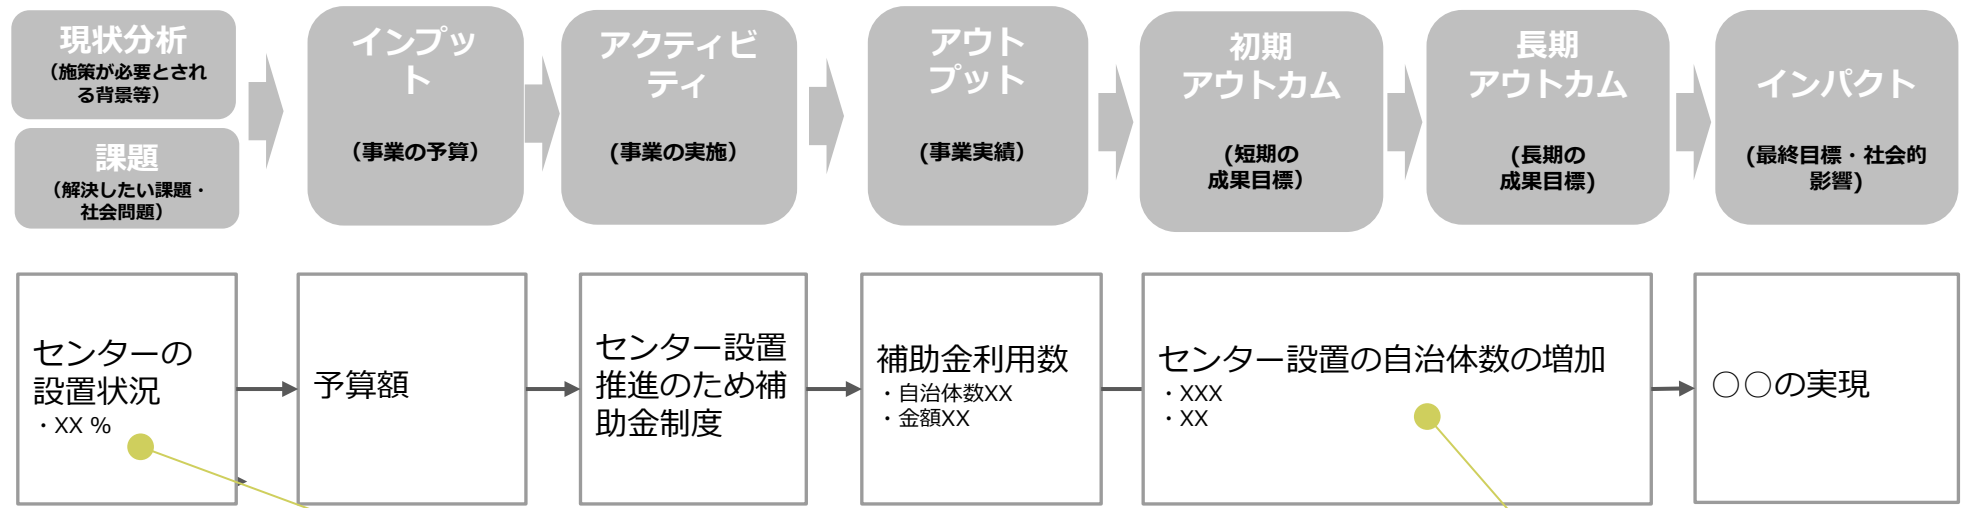 現状分析
（施策が必要とされ
る背景等）
課題
（解決したい課題・
社会問題）
インプッ
ト
（事業の予算）
アクティビ
ティ
(事業の実施）
アウト
プット
(事業実績）
初期
アウトカム
(短期の
成果目標）
長期
アウトカム
(長期の
成果目標)
インパクト
(最終目標・社会的
影響)
センターの
設置状況
・XX %
予算額
センター設置
推進のため補
助金制度
補助金利用数
・自治体数XX
・金額XX
センター設置の自治体数の増加
・XXX
・XX
○○の実現